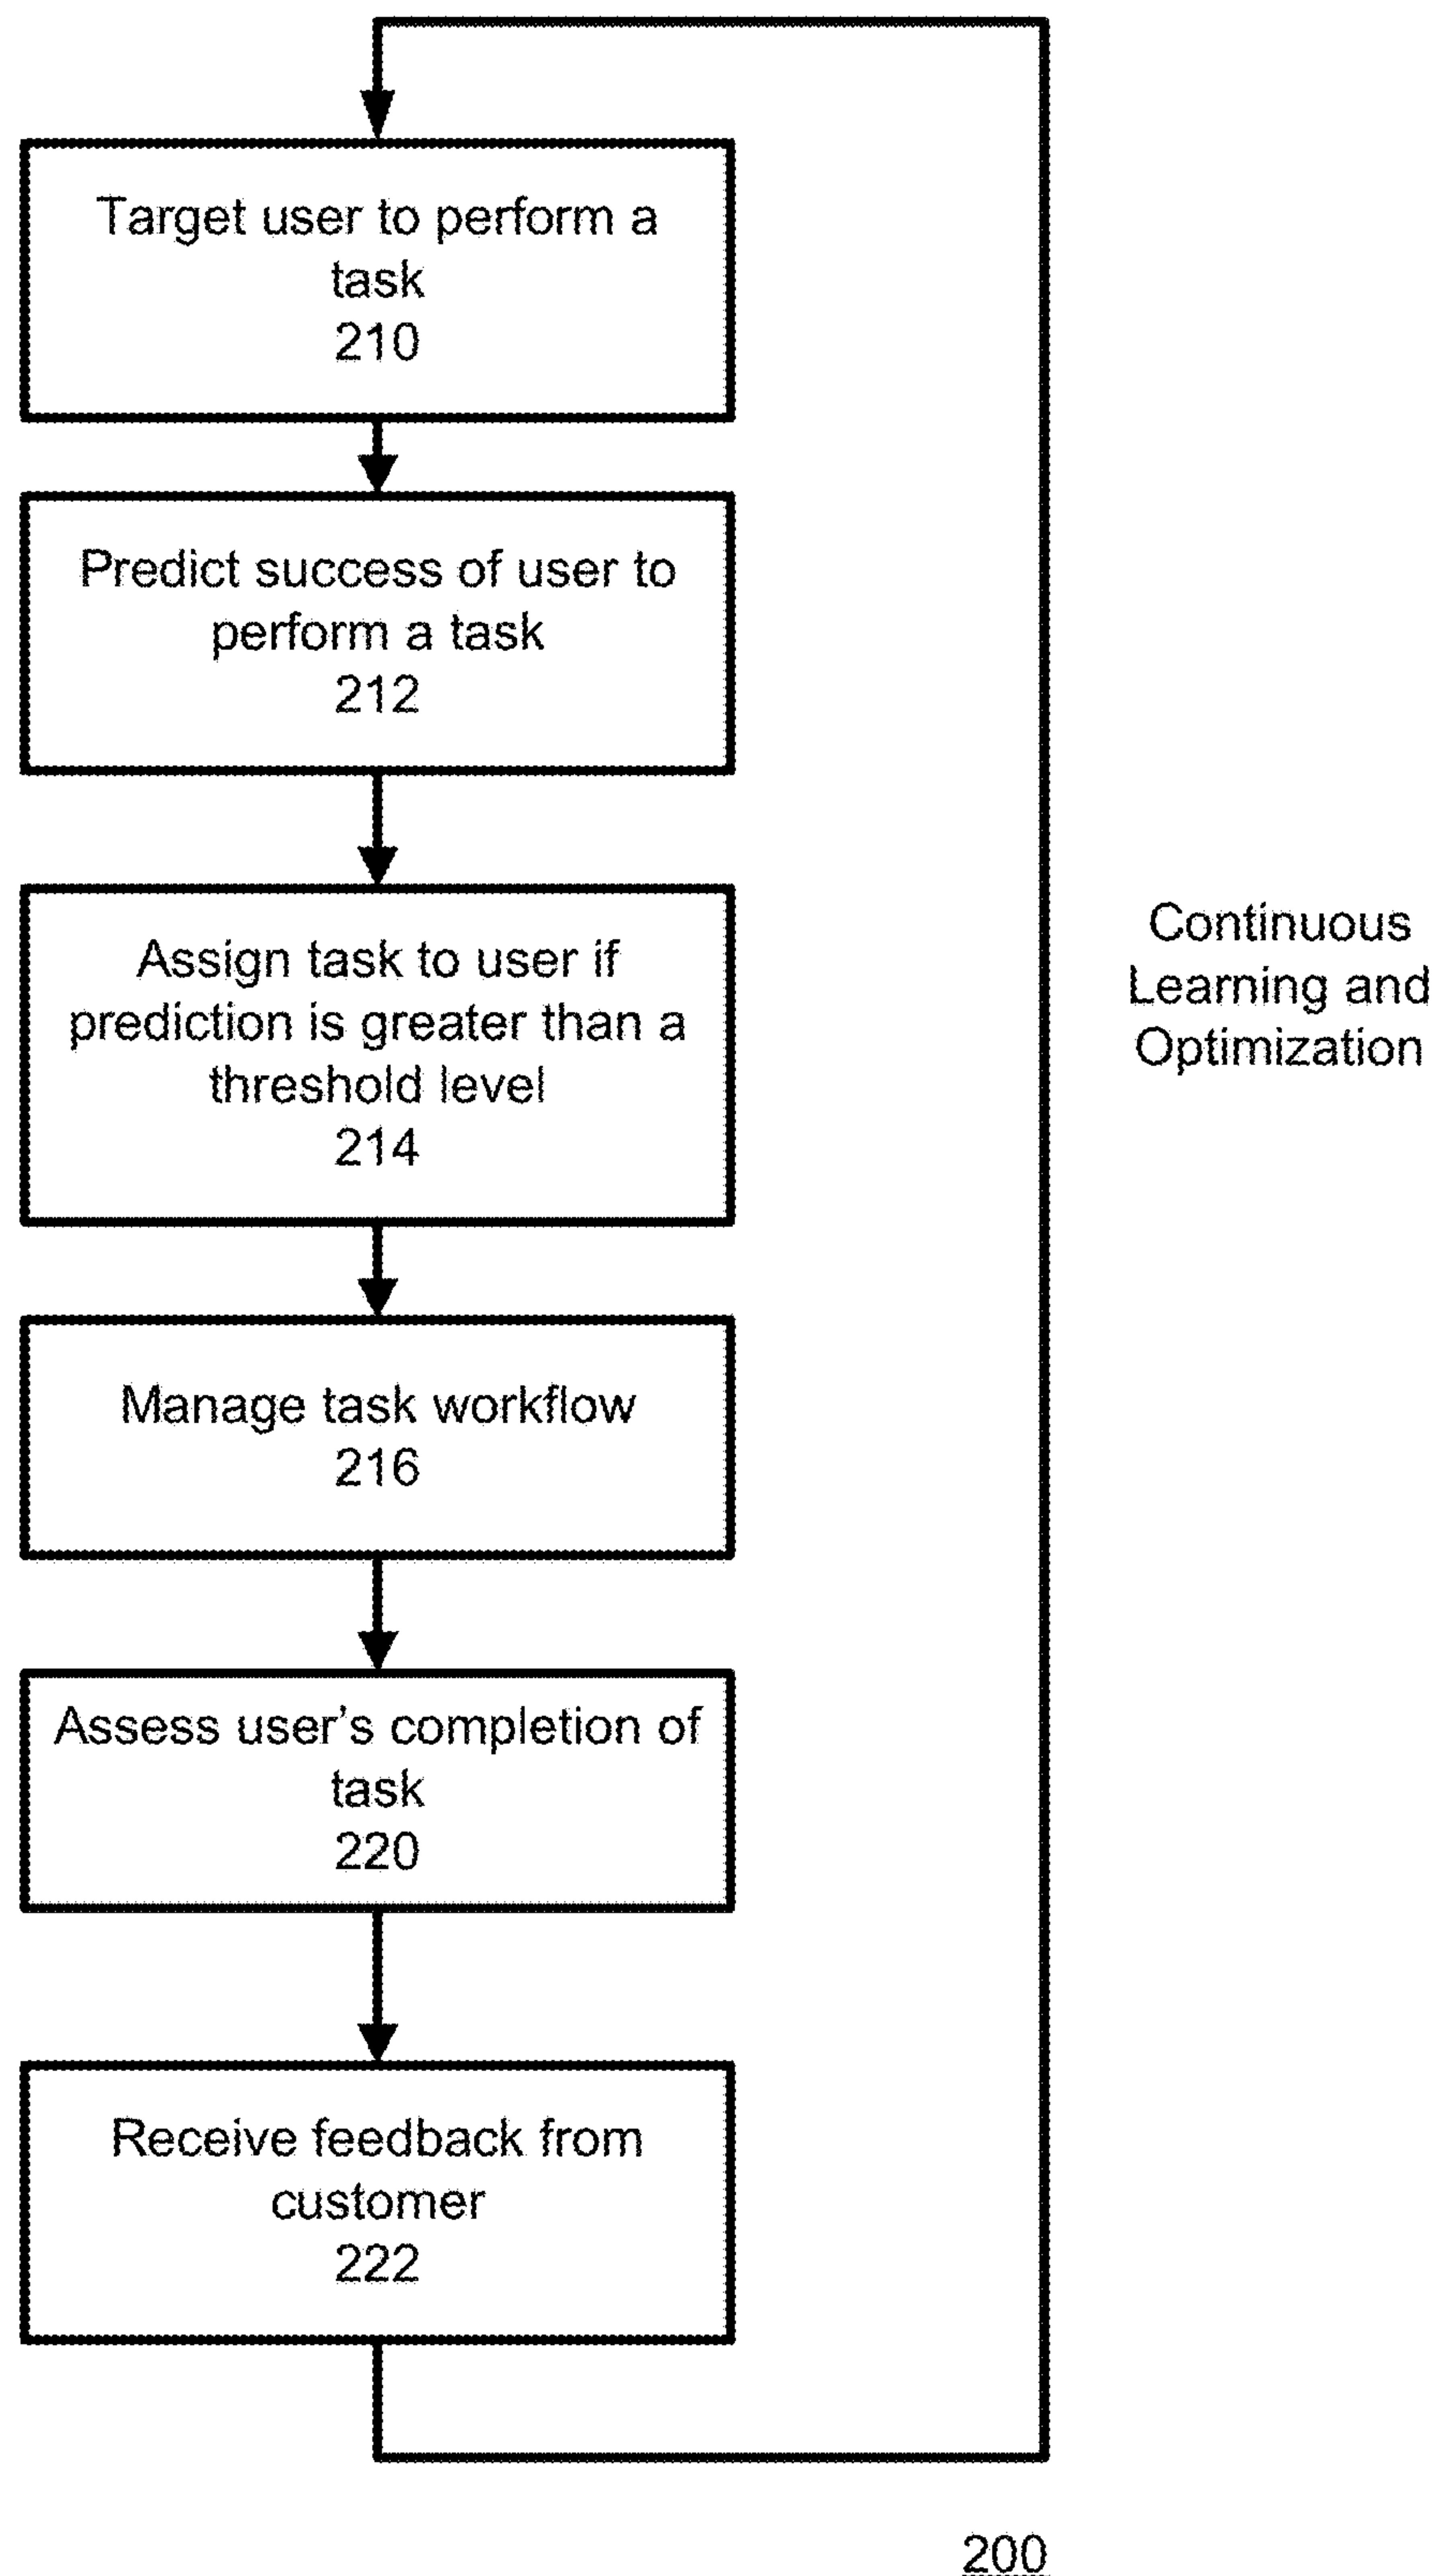 Target user to perform a
task
210
Predict success of user to
perform a task
212
Assign task to user if
prediction is greater than a
threshold level
214
Continuous
Learning and
Optimization
Manage task workflow
216
Assess user’s completion of
task
220
Receive feedback from
customer
222
200